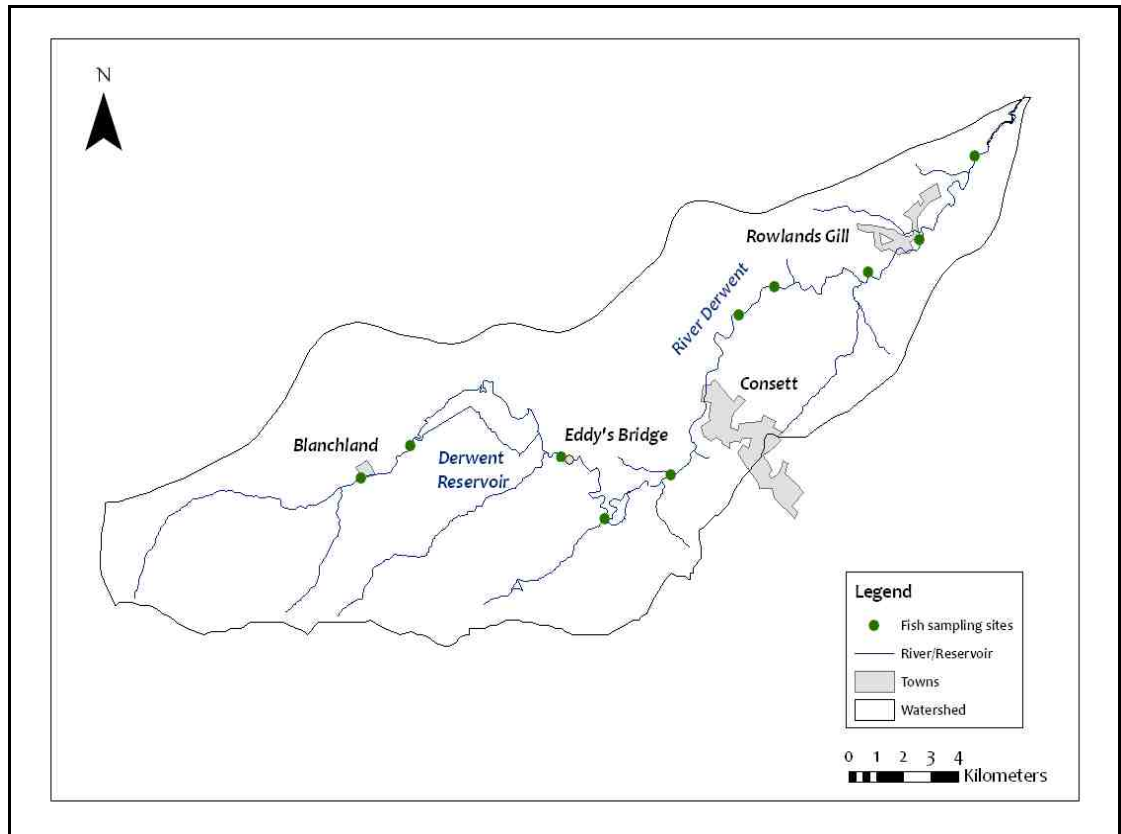 N
Rowlands Gill
River Derwent
Consett
Eddy's Bridge
Blanchland
Derwent
Reservoir
Legend
Fish sampling sites
River/Reservoir
Towns
Watershed
0 1 2 3 4
Kilometers